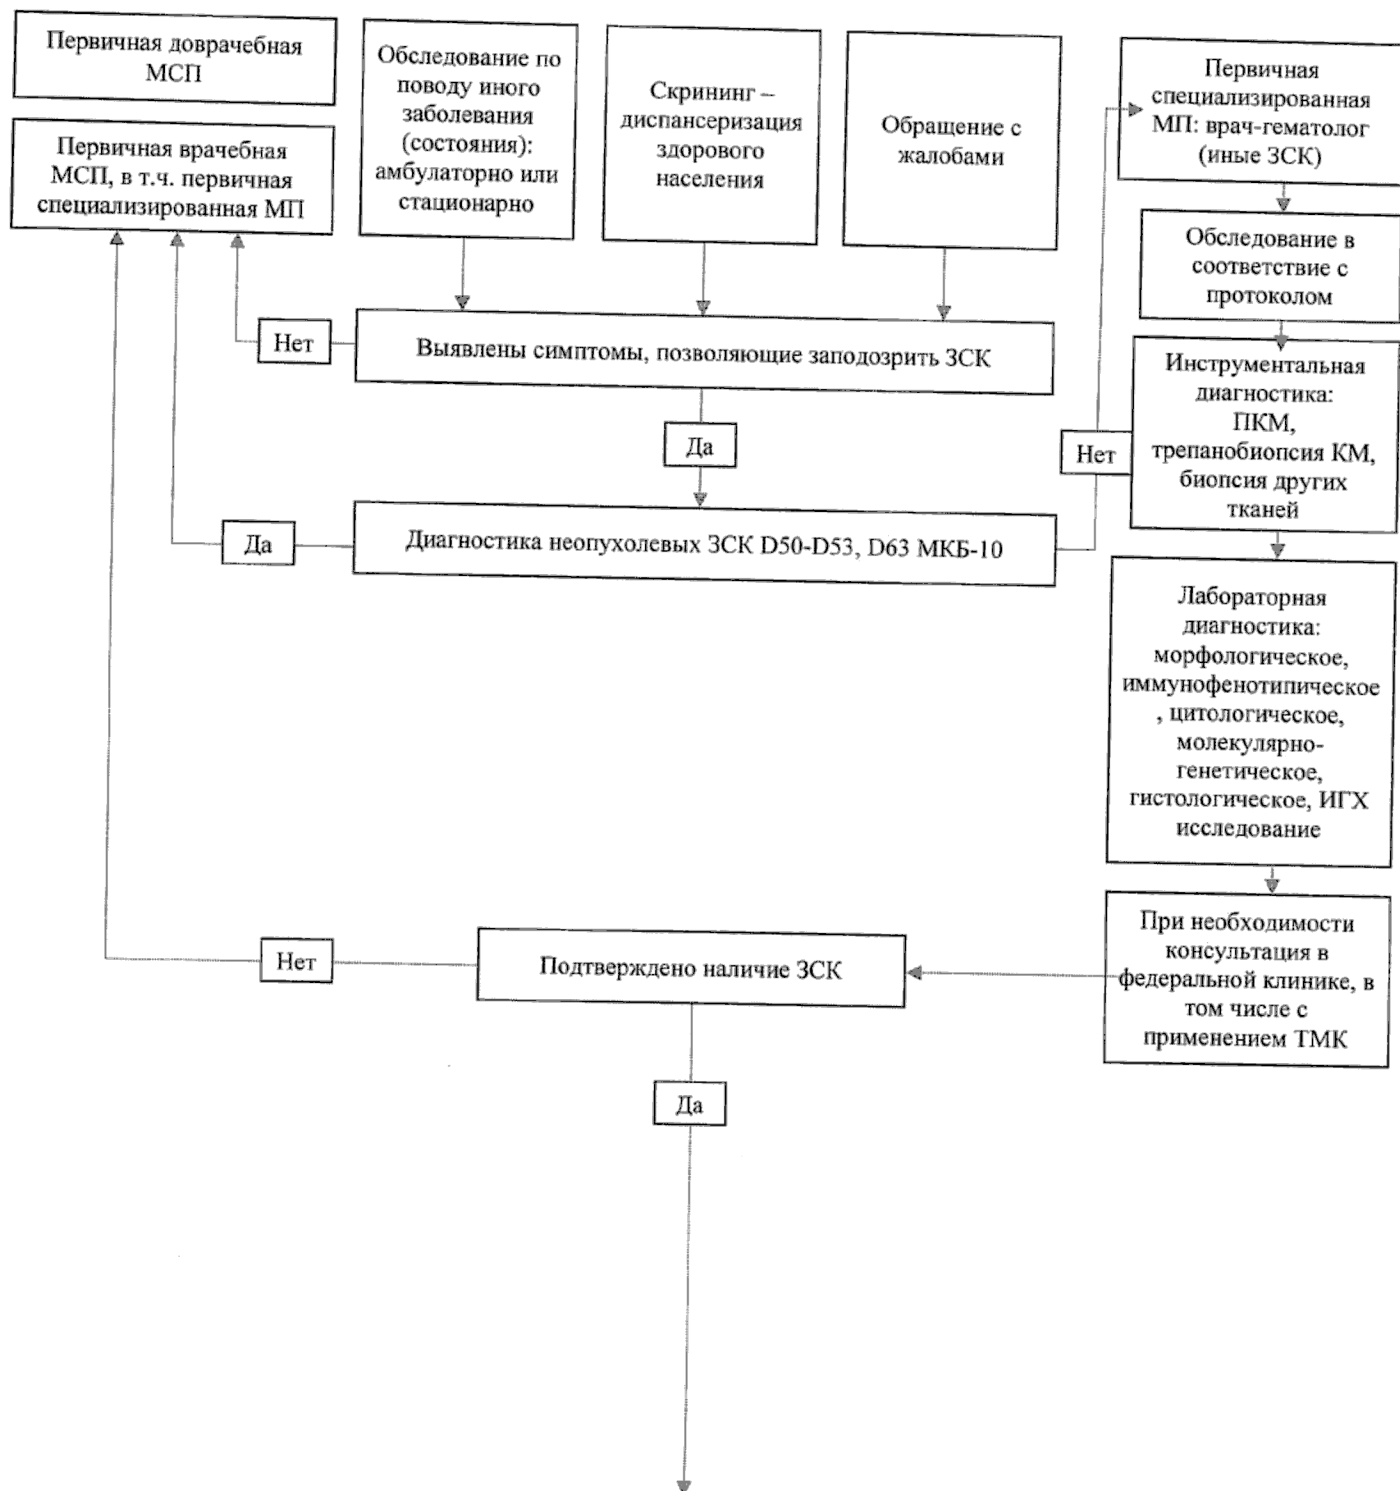 Первичная доврачебная
МСП
Первичная врачебная
МСП, в т.ч. первичная
специализированная МП
Обследование по
поводу иного
заболевания
(состояния):
амбулаторно или
стационарно
Скрининг –
диспансеризация
здорового
населения
Обращение с
жалобами
Первичная
специализированная
МП: врач-гематолог
(иные ЗСК)
Обследование в
соответствие с
протоколом
Нет
Выявлены симптомы, позволяющие заподозрить ЗСК
Инструментальная
диагностика:
ПКМ,
трепанобиопсия КМ,
биопсия других
тканей
Да
Нет
Да
Диагностика неопухолевых ЗСК D50-D53, D63 МКБ-10
Лабораторная
диагностика:
морфологическое,
иммунофенотипическое
, цитологическое,
молекулярно-
генетическое,
гистологическое, ИГХ
исследование
При необходимости
консультация в
федеральной клинике, в
том числе с
применением ТМК
Нет
Подтверждено наличие ЗСК
Да